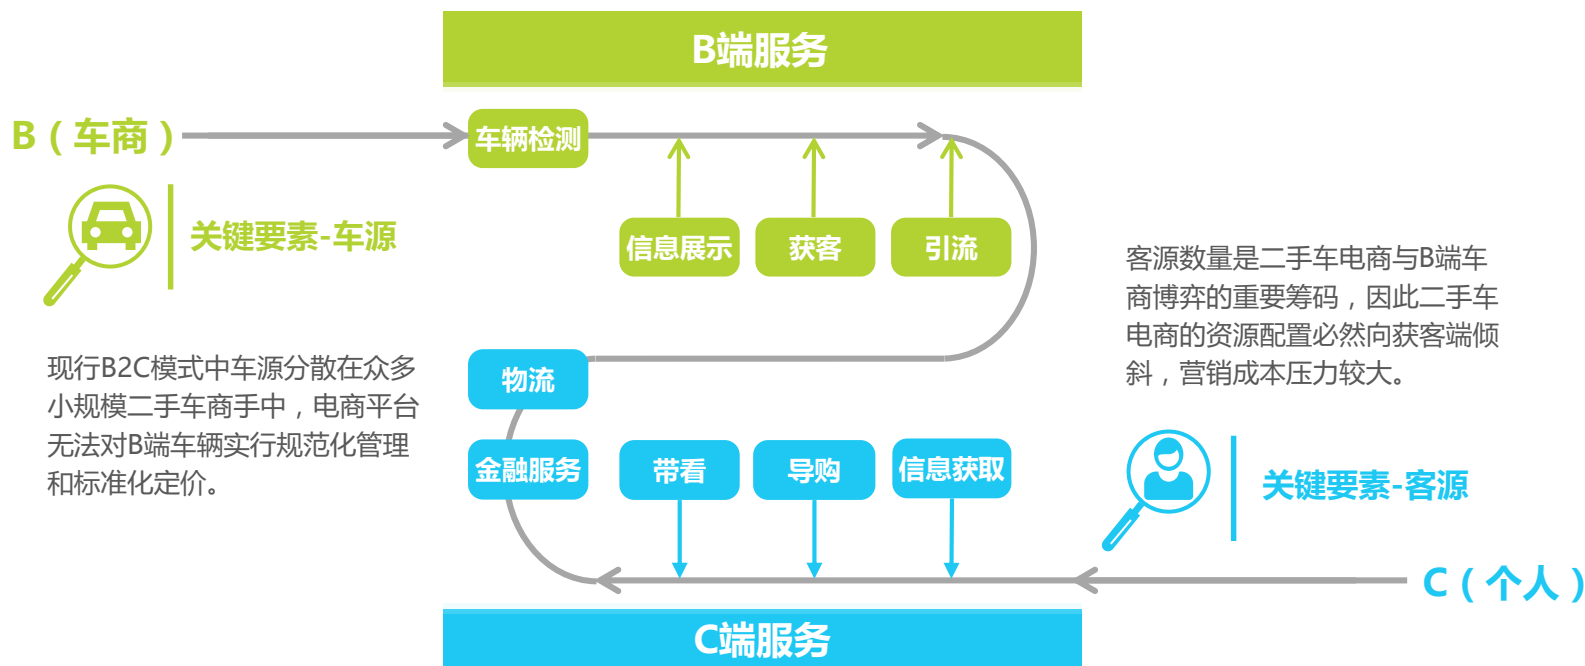 B端服务
B（车商）
车辆检测
关键要素-车源
信息展示
获客
引流
客源数量是二手车电商与B端车
商博弈的重要筹码，因此二手车
电商的资源配置必然向获客端倾
斜，营销成本压力较大。
现行B2C模式中车源分散在众多
小规模二手车商手中，电商平台
无法对B端车辆实行规范化管理
和标准化定价。
物流
金融服务
带看
导购
信息获取
关键要素-客源
C（个人）
C端服务